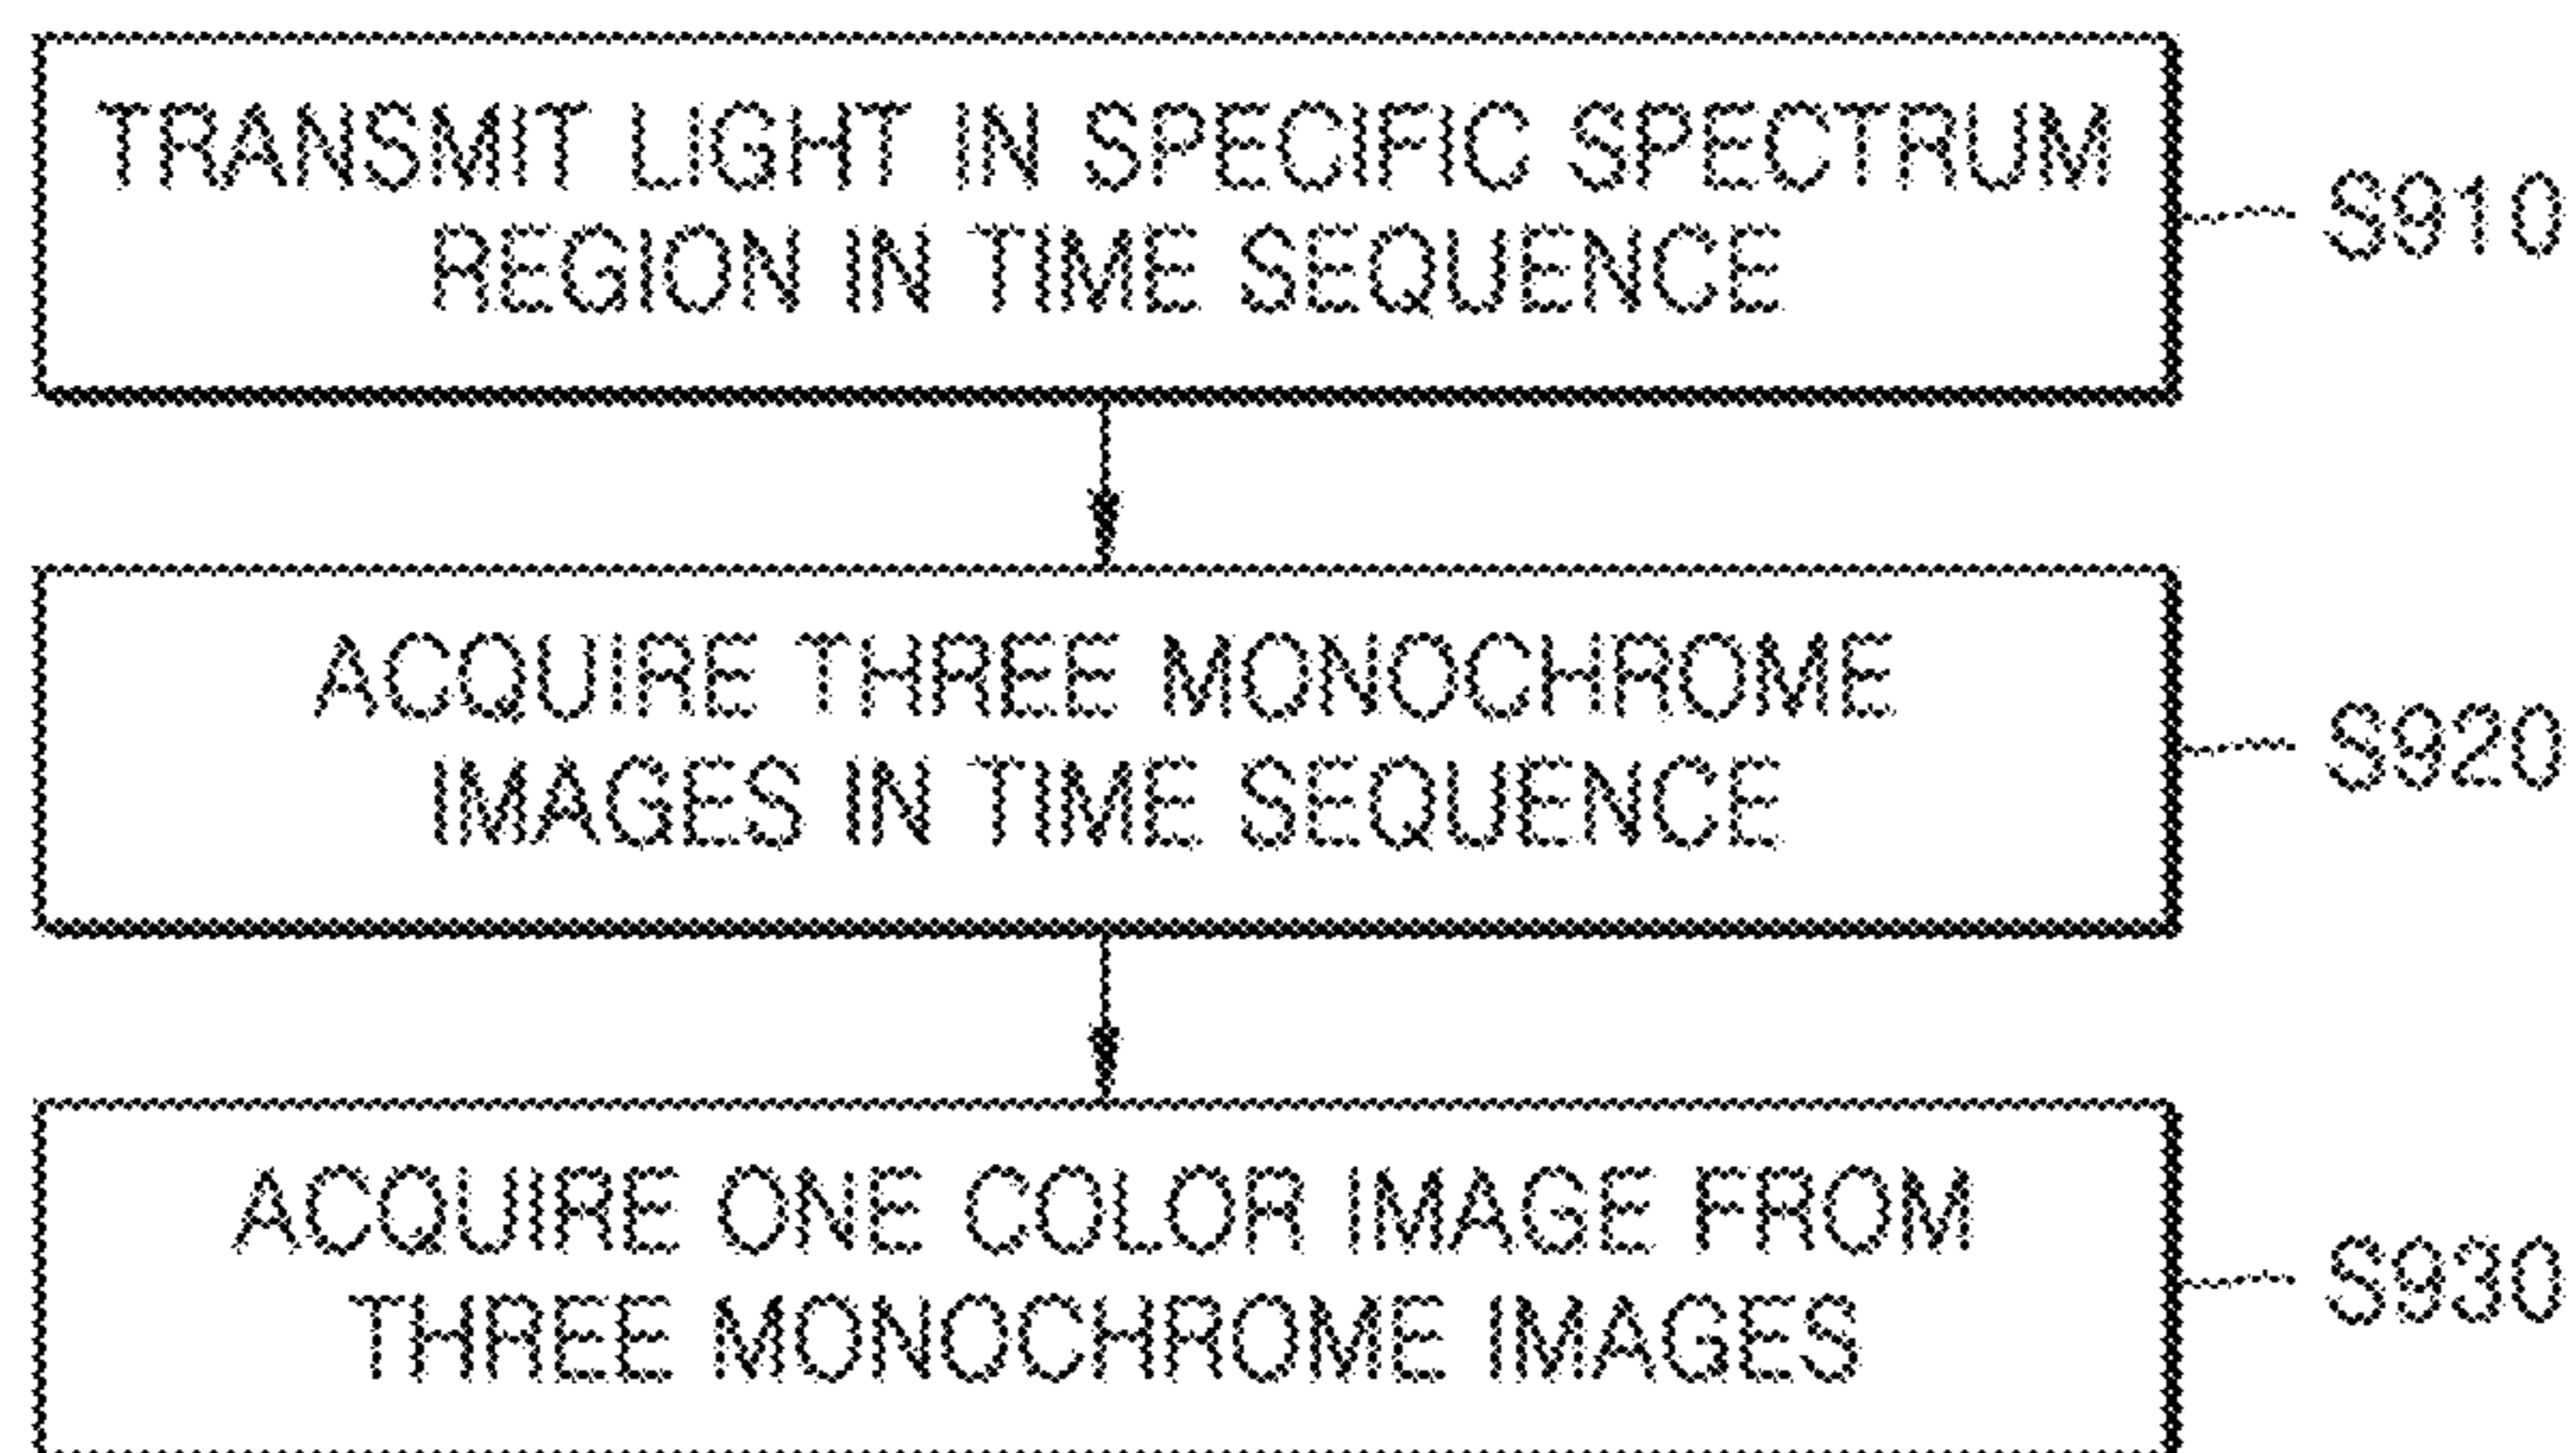 TRANSMIT LIGHT IN SPECIFIC SPECTRUM
REGION IN TIME SEQUENCE
S910
ACQUIRE THREE MONOCHROME
IMAGES IN TIME SEQUENCE
S920
ACQUIRE ONE COLOR IMAGE FROM
THREE MONOCHROME IMAGES
S930